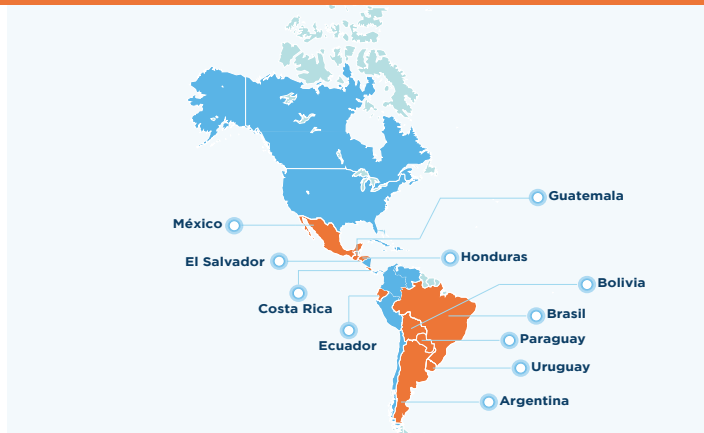 Guatemala
México
Honduras
El Salvador
Bolivia
Costa Rica
Brasil
Ecuador
Paraguay
Uruguay
Argentina